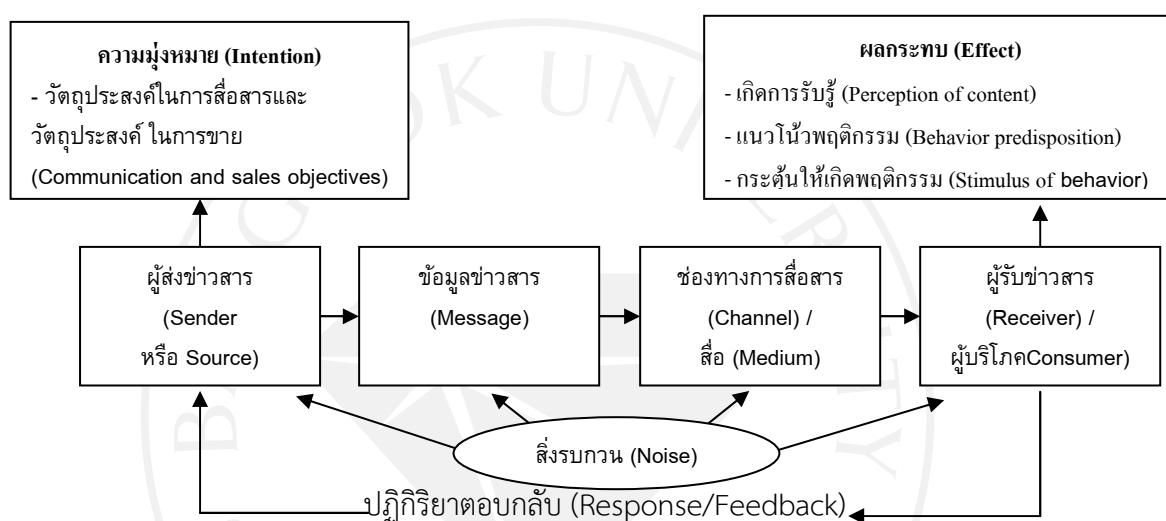 ความมุ่งหมาย (Intention)
- วัตถุประสงค์ในการสื่อสารและ
วัตถุประสงค์ ในการขาย
(Communication and sales objectives)
ผลกระทบ (Effect)
- เกิดการรับรู้ (Perception of content)
- แนวโน้วพฤติกรรม (Behavior predisposition)
- กระตุ้นให้เกิดพฤติกรรม (Stimulus of behavior)
ผู้ส่งข่าวสาร
(Sender
หรือ Source)
ข้อมูลข่าวสาร
(Message)
ช่องทางการสื่อสาร
(Channel) /
สื่อ (Medium)
ผู้รับข่าวสาร
(Receiver) /
ผู้บริโภคConsumer)
สิ่งรบกวน (Noise)
ปฏิกิริยาตอบกลับ (Response/Feedback)